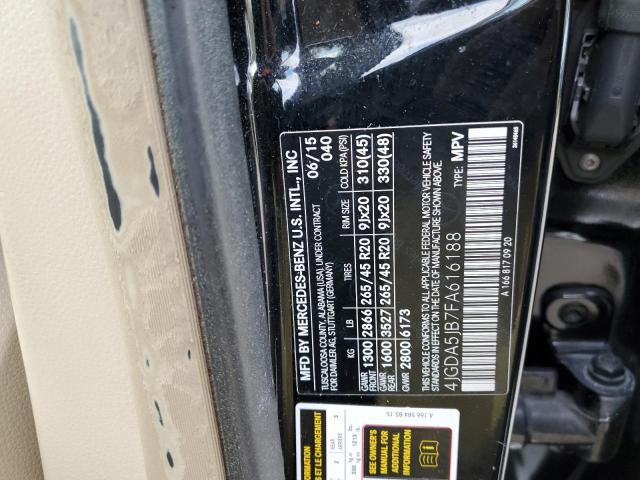 MFD BY MERCEDES-BENZ U.S. INTL., INC
TUSCALOOSA COUNTY, ALABAMA (USA), UNDER CONTRACT 06/15
FOR DAIMLER AG, STUTTGART (GERMANY) 040
KG LB TIRES RIM SIZE COLD KPA(PSI)
GAWR FRONT 1300 2866 265/45 R20 9Jx20 310(45)
GAWR REAR 1600 3527 265/45 R20 9Jx20 330(48)
GVWR 2800 6173
THIS VEHICLE CONFORMS TO ALL APPLICABLE FEDERAL MOTOR VEHICLE SAFETY
STANDARDS IN EFFECT ON THE DATE OF MANUFACTURE SHOWN ABOVE.
4JGDA5JB7FA616188 TYPE: MPV
A 166 817 09 20
A 166 584 65 15
SEE OWNER'S
MANUAL FOR
ADDITIONAL
INFORMATION